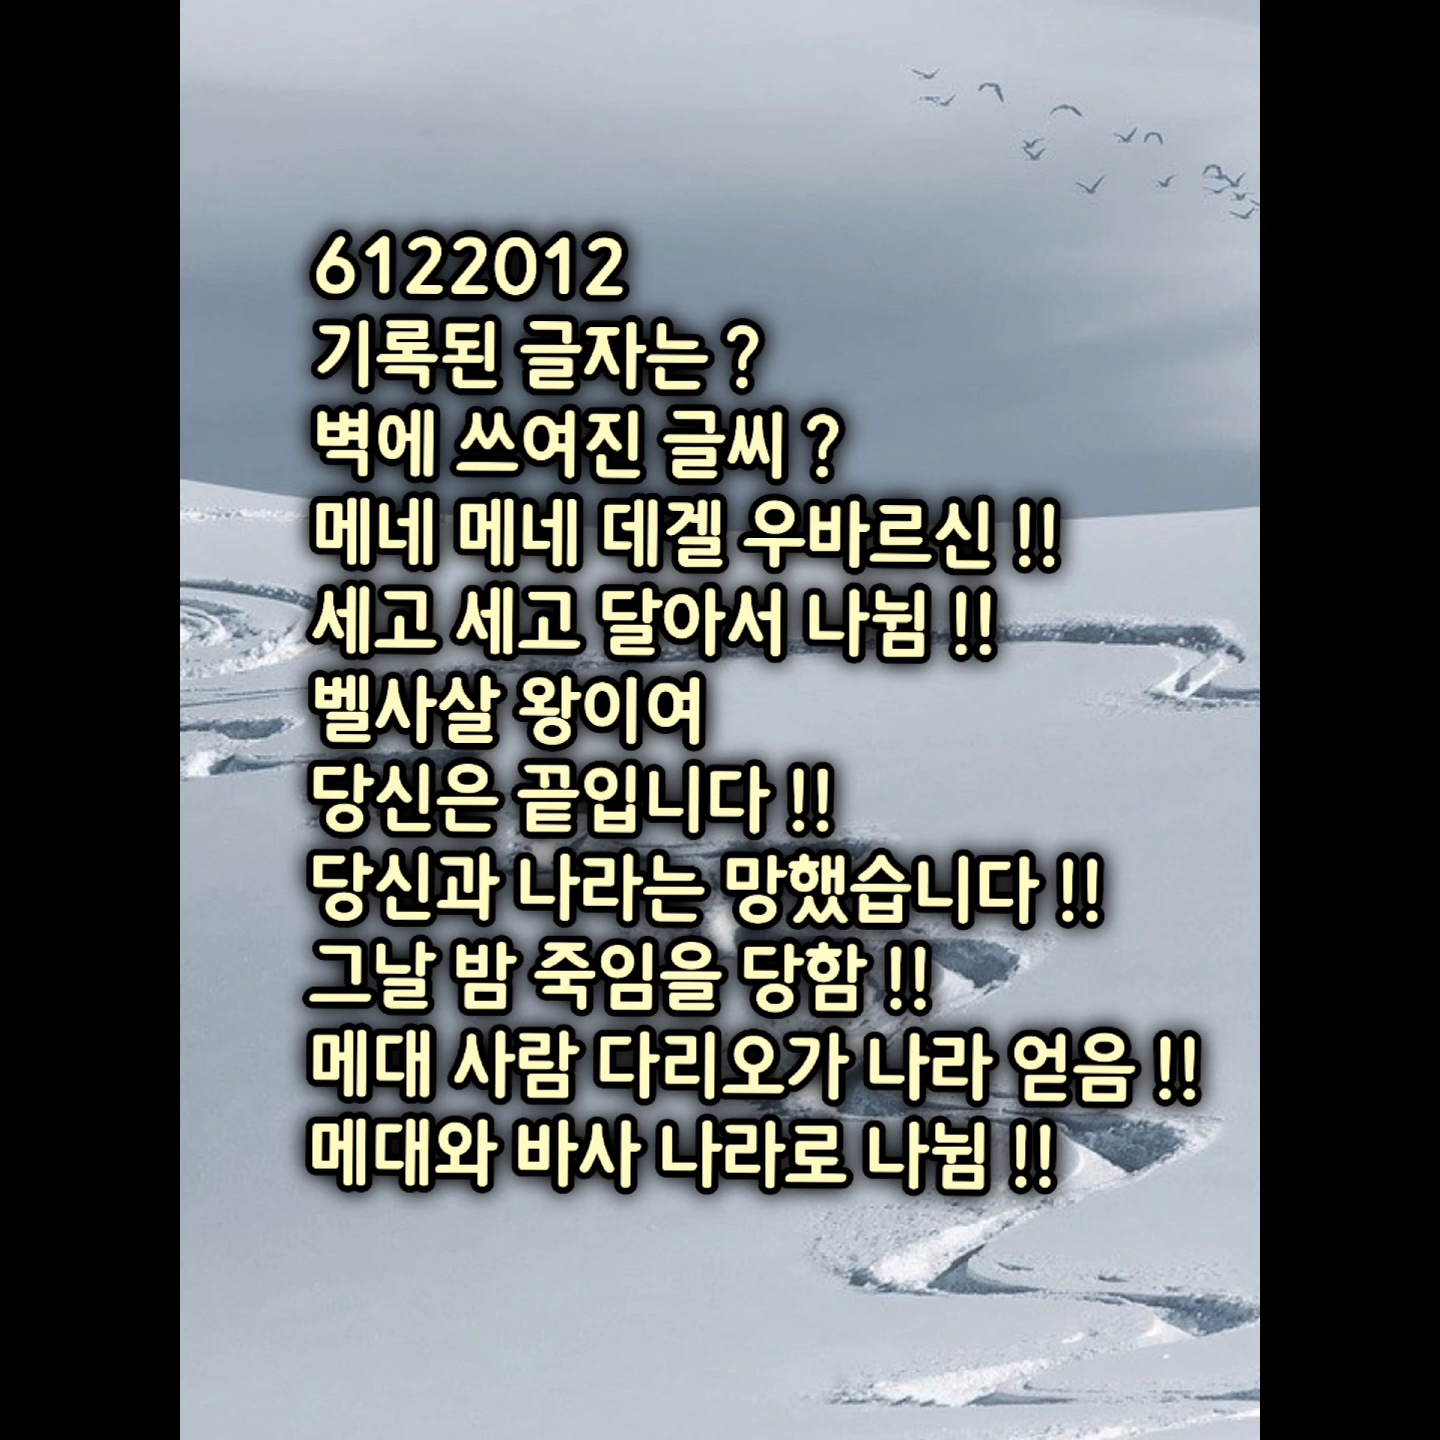 6122012
기록된 글자는 ?
벽에 쓰여진 글씨 ?
메네 메네 데겔 우바르신 !!
세고 세고 달아서 나뉨 !!
벨사살 왕이여
당신은 끝입니다 !!
당신과 나라는 망했습니다 !!
그날 밤 죽임을 당함 !!
메대 사람 다리오가 나라 얻음 !!
메대와 바사 나라로 나뉨 !!